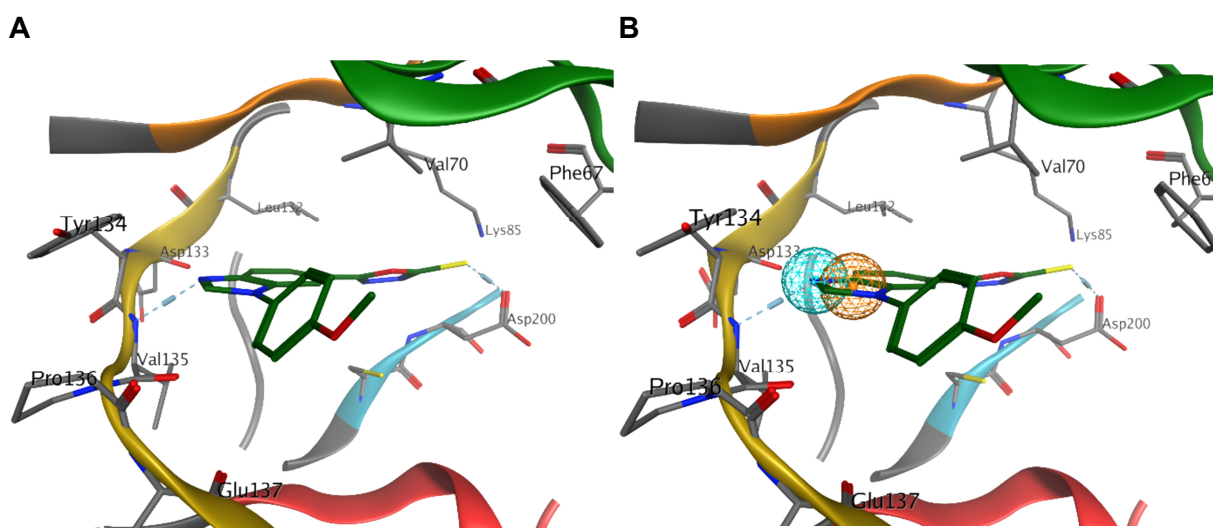 A
B
Val70
Phe67
Leu132
Tyr134
Lys85
Asp133
Asp200
Val135
Pro136
Glu137
Val70
Phe6
Leu132
Tyr134
Lys85
Asp133
Asp200
Val135
Pro136
Glu137